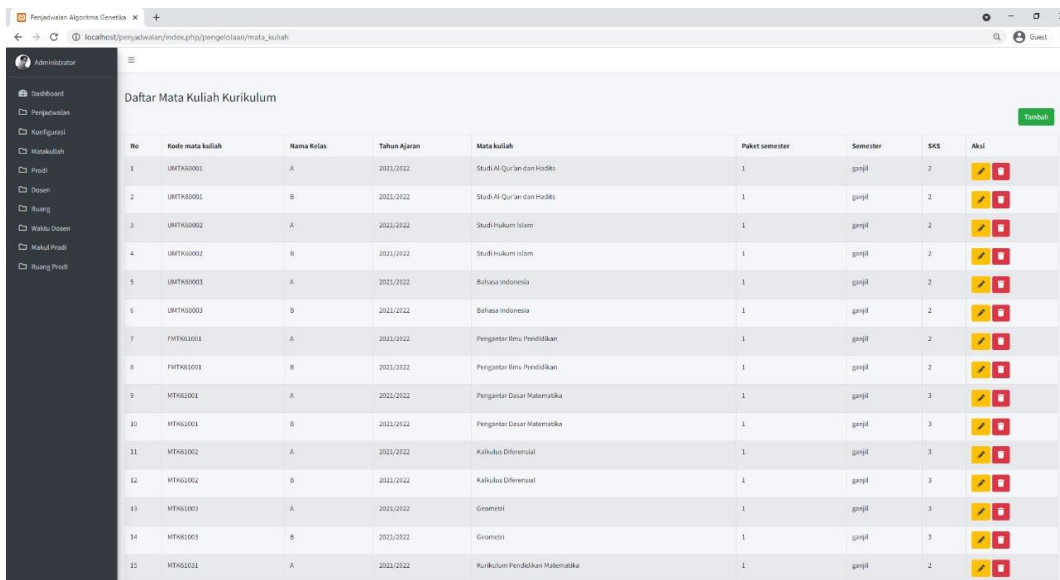 Penjadwalan Algoritma Genetika
localhost/penjadwalan/index.php/pengelolaan/mata_kuliah
Guest
Administrator
Dashboard
Penjadwalan
Konfigurasi
Matakuliah
Prodi
Dosen
Ruang
Waktu Dosen
Makul Prodi
Ruang Prodi
Daftar Mata Kuliah Kurikulum
Tambah
No Kode mata kuliah Nama Kelas Tahun Ajaran Mata kuliah Paket semester Semester SKS Aksi
1 UMTK60001 A 2021/2022 Studi Al-Qur'an dan Hadits 1 ganjil 2
2 UMTK60001 B 2021/2022 Studi Al-Qur'an dan Hadits 1 ganjil 2
3 UMTK60002 A 2021/2022 Studi Hukum Islam 1 ganjil 2
4 UMTK60002 B 2021/2022 Studi Hukum Islam 1 ganjil 2
5 UMTK60003 A 2021/2022 Bahasa Indonesia 1 ganjil 2
6 UMTK60003 B 2021/2022 Bahasa Indonesia 1 ganjil 2
7 FMTK61001 A 2021/2022 Pengantar Ilmu Pendidikan 1 ganjil 2
8 FMTK61001 B 2021/2022 Pengantar Ilmu Pendidikan 1 ganjil 2
9 MTK61001 A 2021/2022 Pengantar Dasar Matematika 1 ganjil 3
10 MTK61001 B 2021/2022 Pengantar Dasar Matematika 1 ganjil 3
11 MTK61002 A 2021/2022 Kalkulus Diferensial 1 ganjil 3
12 MTK61002 B 2021/2022 Kalkulus Diferensial 1 ganjil 3
13 MTK61003 A 2021/2022 Geometri 1 ganjil 3
14 MTK61003 B 2021/2022 Geometri 1 ganjil 3
15 MTK61031 A 2021/2022 Kurikulum Pendidikan Matematika 1 ganjil 2